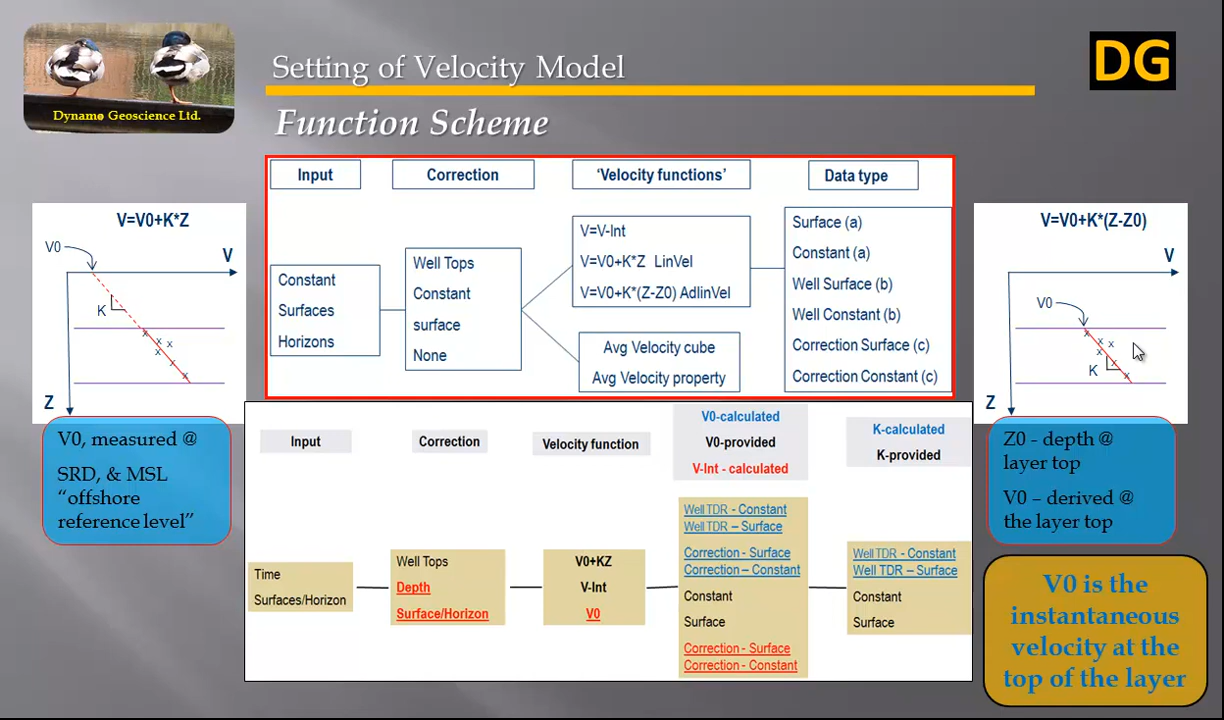 Dynamo Geoscience Ltd.
Setting of Velocity Model
DG
Function Scheme
V=V0+K*Z
V0
V
K
x
x
x
x
x
x
Z
V0, measured @
SRD, & MSL
“offshore
reference level”
Input
Correction
‘Velocity functions’
Data type
Constant
Surfaces
Horizons
Well Tops
Constant
surface
None
V=V-Int
V=V0+K*Z LinVel
V=V0+K*(Z-Z0) AdlinVel
Avg Velocity cube
Avg Velocity property
Surface (a)
Constant (a)
Well Surface (b)
Well Constant (b)
Correction Surface (c)
Correction Constant (c)
Input
Correction
Velocity function
V0-calculated
V0-provided
V-Int - calculated
K-calculated
K-provided
Time
Surfaces/Horizon
Well Tops
Depth
Surface/Horizon
V0+KZ
V-Int
V0
Well TDR - Constant
Well TDR – Surface
Correction - Surface
Correction – Constant
Constant
Surface
Correction - Surface
Correction - Constant
Well TDR – Constant
Well TDR – Surface
Constant
Surface
V=V0+K*(Z-Z0)
V
V0
x
x
x
x
x
x
K
Z
Z0 - depth @
layer top
V0 – derived @
the layer top
V0 is the
instantaneous
velocity at the
top of the layer